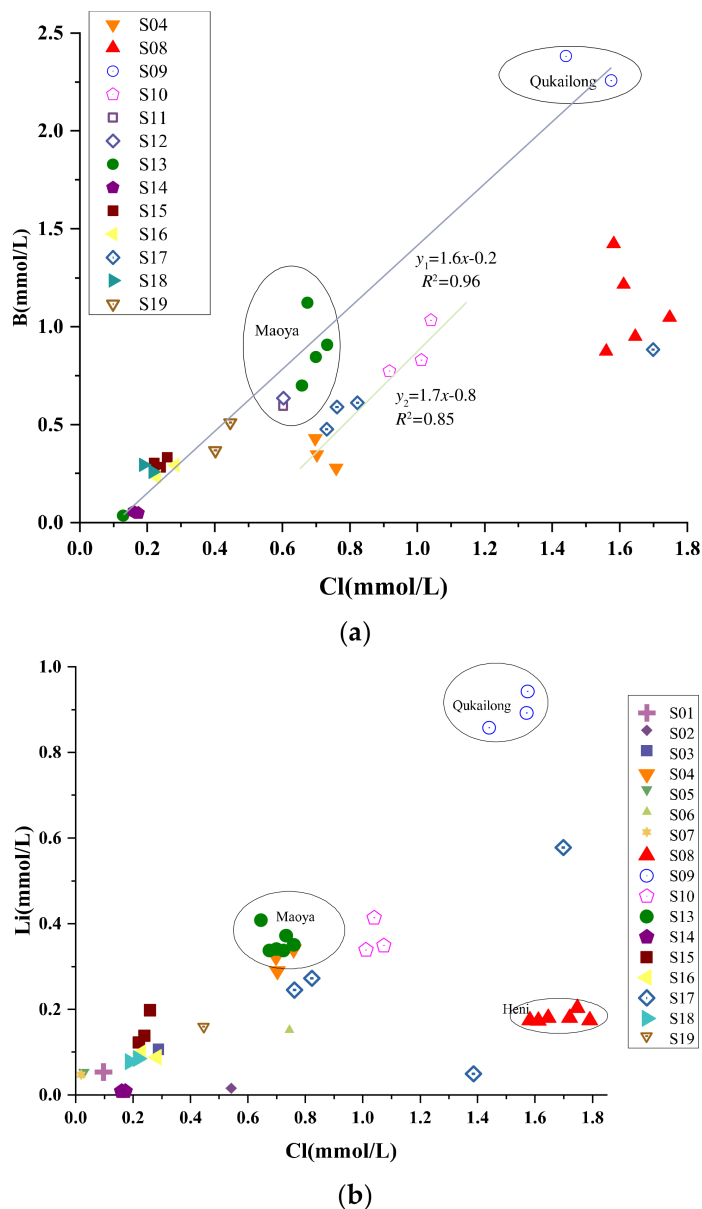 (a)
2.5
2.0
1.5
1.0
0.5
0.0
B(mmol/L)
S04
S08
S09
S10
S11
S12
S13
S14
S15
S16
S17
S18
S19
Qukailong
Maoya
y₁=1.6x-0.2
R²=0.96
y₂=1.7x-0.8
R²=0.85
0.0 0.2 0.4 0.6 0.8 1.0 1.2 1.4 1.6 1.8
Cl(mmol/L)
(a)
1.0
0.8
0.6
0.4
0.2
0.0
Li(mmol/L)
Qukailong
Maoya
Heni
S01
S02
S03
S04
S05
S06
S07
S08
S09
S10
S13
S14
S15
S16
S17
S18
S19
0.0 0.2 0.4 0.6 0.8 1.0 1.2 1.4 1.6 1.8
Cl(mmol/L)
(b)